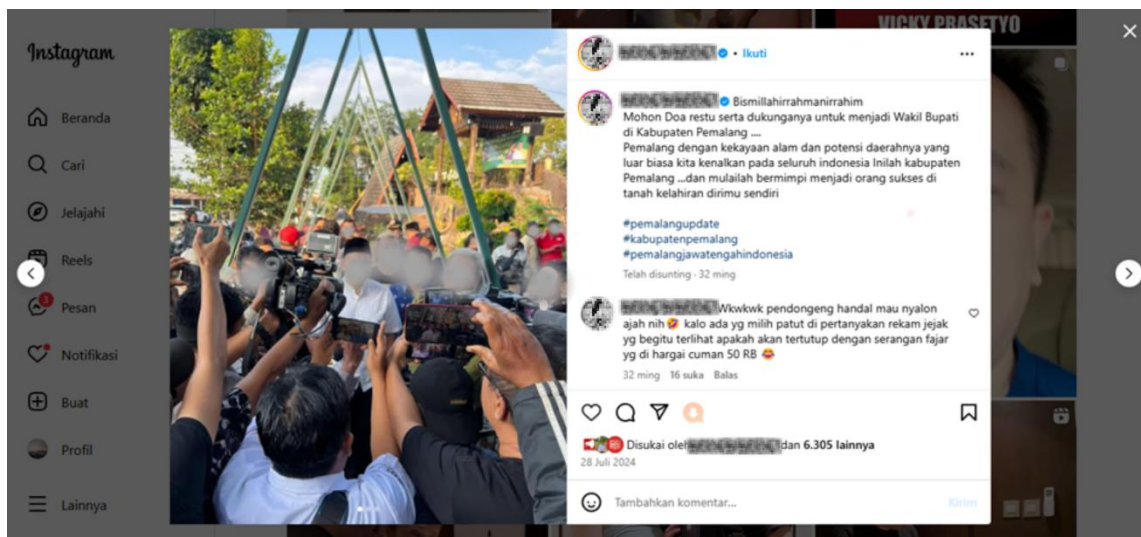 Instagram
Beranda
Cari
Jelajahi
Reels
3
Pesan
Notifikasi
Buat
Profil
Lainnya
VICKY PRASETYO
• Ikuti
Bismillahirrahmanirrahim
Mohon Doa restu serta dukunganya untuk menjadi Wakil Bupati
di Kabupaten Pemalang ....
Pemalang dengan kekayaan alam dan potensi daerahnya yang
luar biasa kita kenalkan pada seluruh indonesia Inilah kabupaten
Pemalang ...dan mulailah bermimpi menjadi orang sukses di
tanah kelahiran dirimu sendiri
#pemalangupdate
#kabupatenpemalang
#pemalangjawatengahindonesia
Telah disunting · 32 ming
Wkwkwk pendongeng handal mau nyalon
ajah nih🤣 kalo ada yg milih patut di pertanyakan rekam jejak
yg begitu terlihat apakah akan tertutup dengan serangan fajar
yg di hargai cuman 50 RB 😂
32 ming 16 suka Balas
Disukai oleh dan 6.305 lainnya
28 Juli 2024
Tambahkan komentar...
Kirim